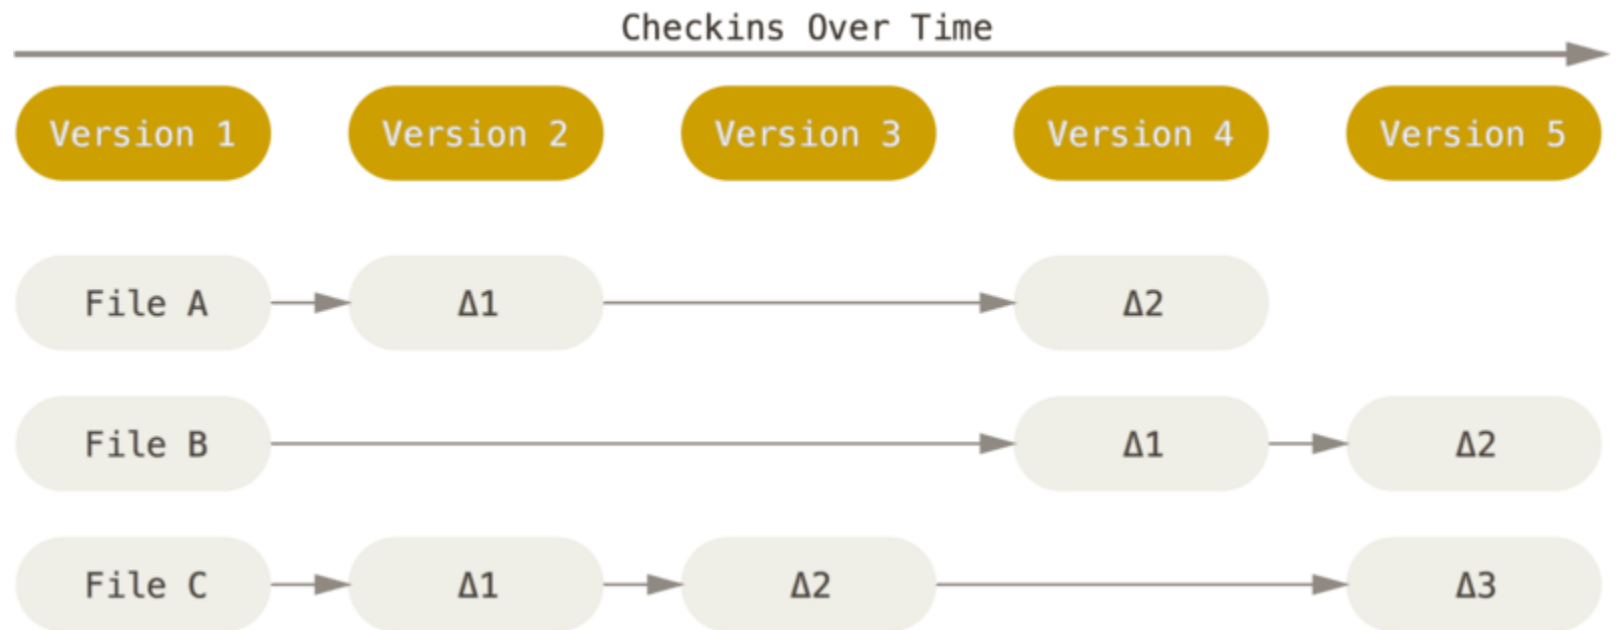 Checkins Over Time
Version 1 Version 2 Version 3 Version 4 Version 5
File A Δ1 Δ2
File B Δ1 Δ2
File C Δ1 Δ2 Δ3